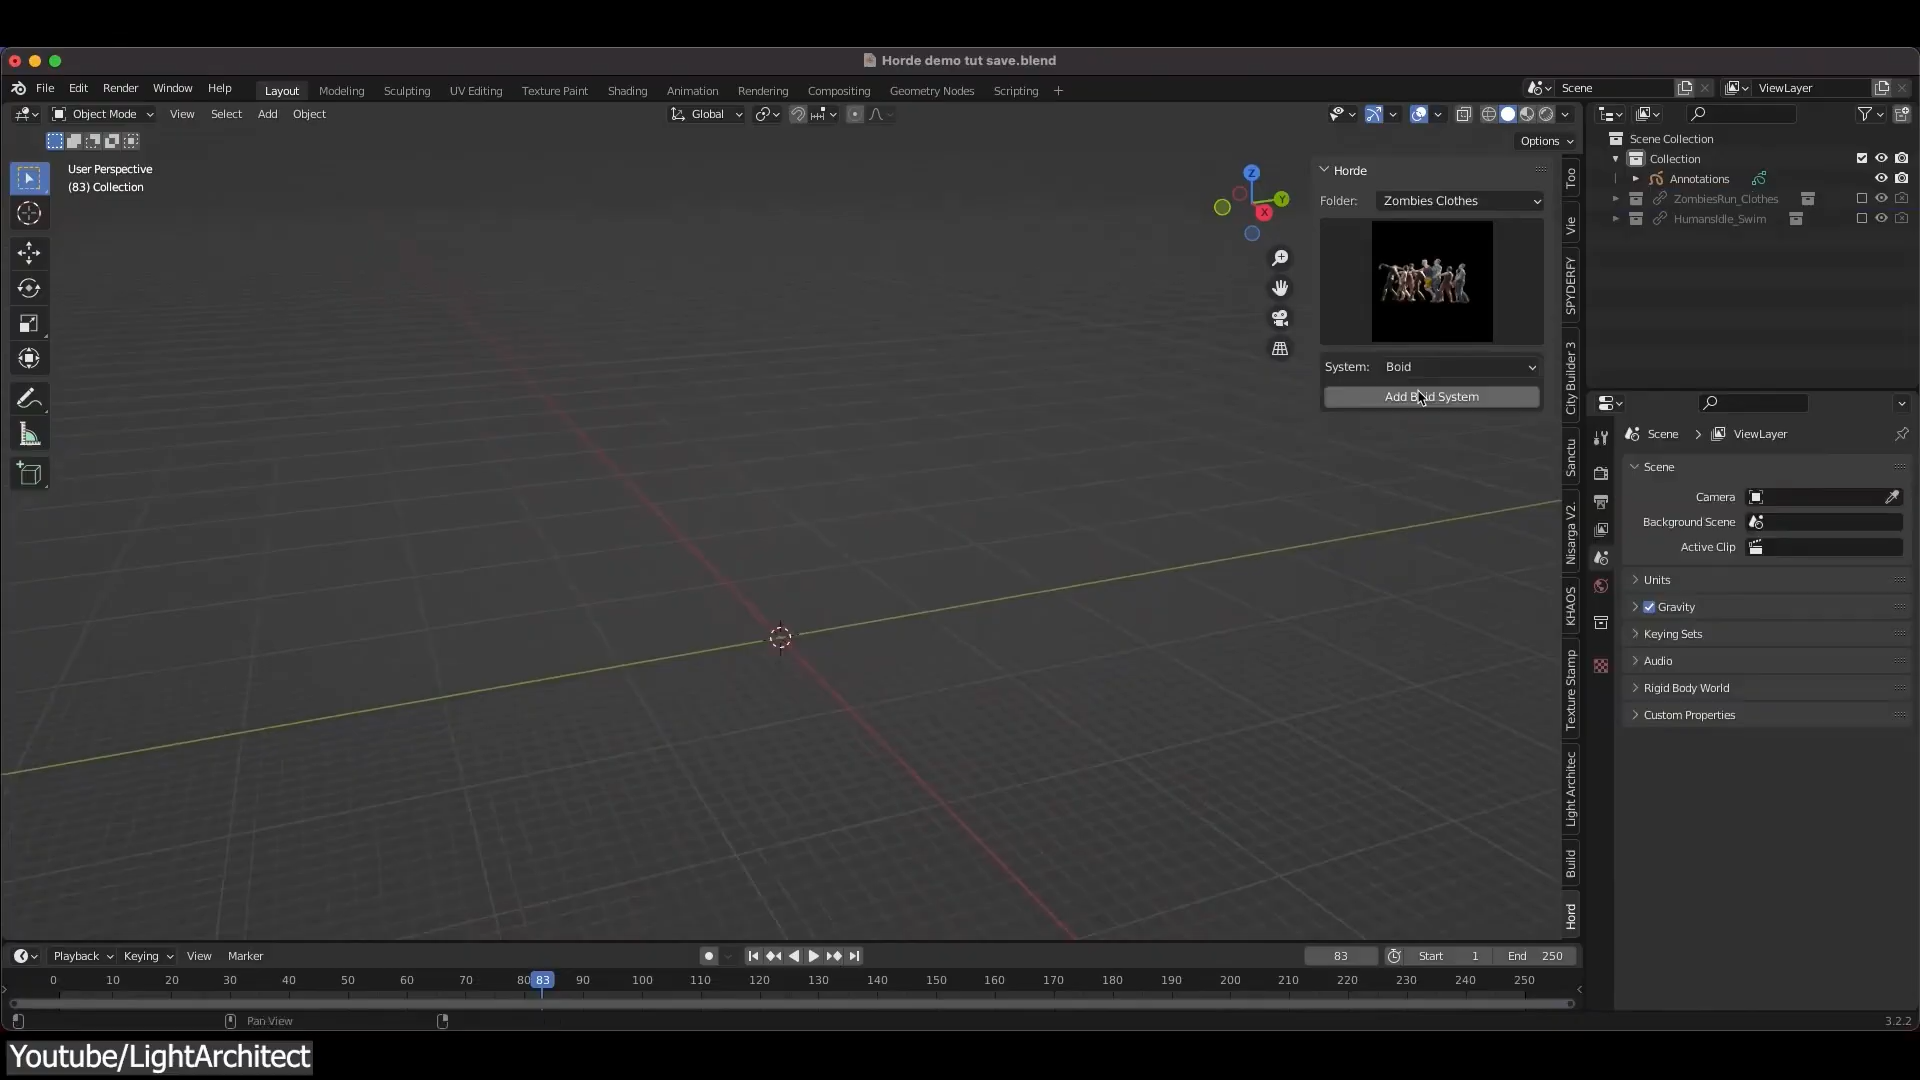 Horde demo tut save.blend
File Edit Render Window Help Layout Modeling Sculpting UV Editing Texture Paint Shading Animation Rendering Compositing Geometry Nodes Scripting + Scene ViewLayer
Object Mode View Select Add Object Global
Options
User Perspective
(83) Collection
Z
Y
X
Horde
Folder: Zombies Clothes
System: Boid
Add System
Too
Vie
SPYDERFY
City Builder 3
Sanctu
Nisarga V2.
KHAOS
Texture Stamp
Light Architec
Build
Hord
Scene Collection
Collection
Annotations
ZombiesRun_Clothes
HumansIdle_Swim
Scene > ViewLayer
Scene
Camera
Background Scene
Active Clip
Units
Gravity
Keying Sets
Audio
Rigid Body World
Custom Properties
Playback Keying View Marker 83 Start 1 End 250
0 10 20 30 40 50 60 70 80 83 90 100 110 120 130 140 150 160 170 180 190 200 210 220 230 240 250
Pan View
3.2.2
Youtube/LightArchitect